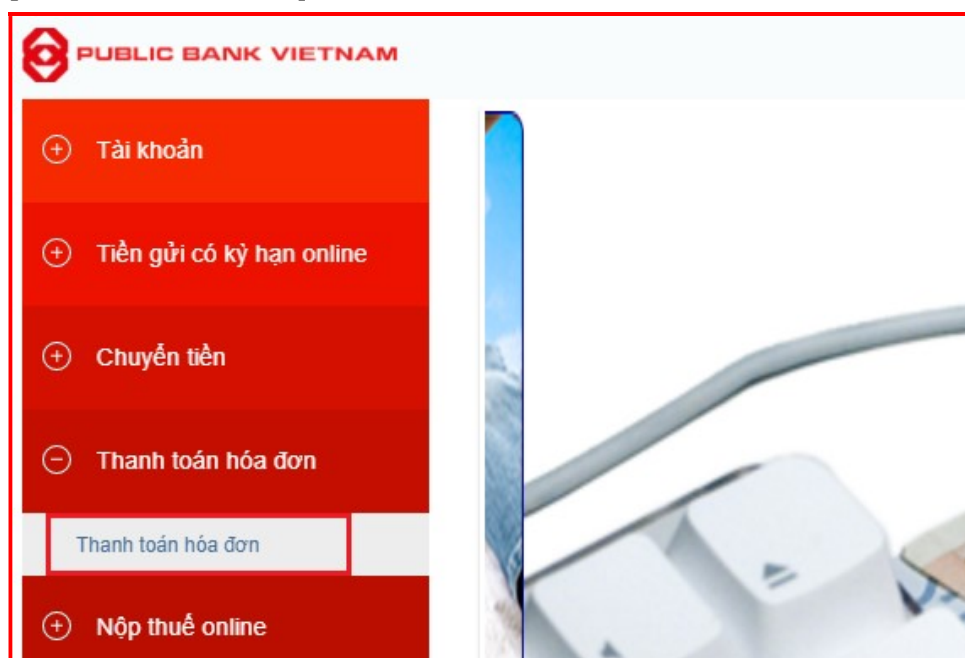 PUBLIC BANK VIETNAM
Tài khoản
Tiền gửi có kỳ hạn online
Chuyển tiền
Thanh toán hóa đơn
Thanh toán hóa đơn
Nộp thuế online